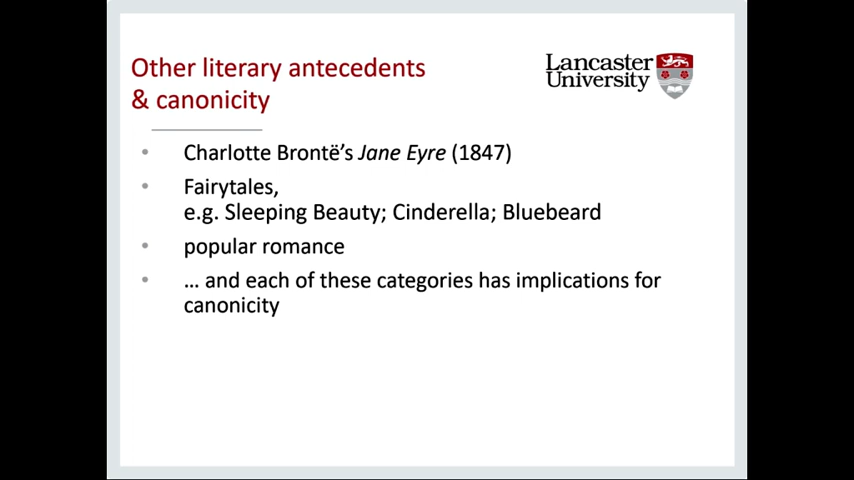 Other literary antecedents
& canonicity
Lancaster
University
• Charlotte Brontë's Jane Eyre (1847)
• Fairytales,
e.g. Sleeping Beauty; Cinderella; Bluebeard
• popular romance
• … and each of these categories has implications for
canonicity